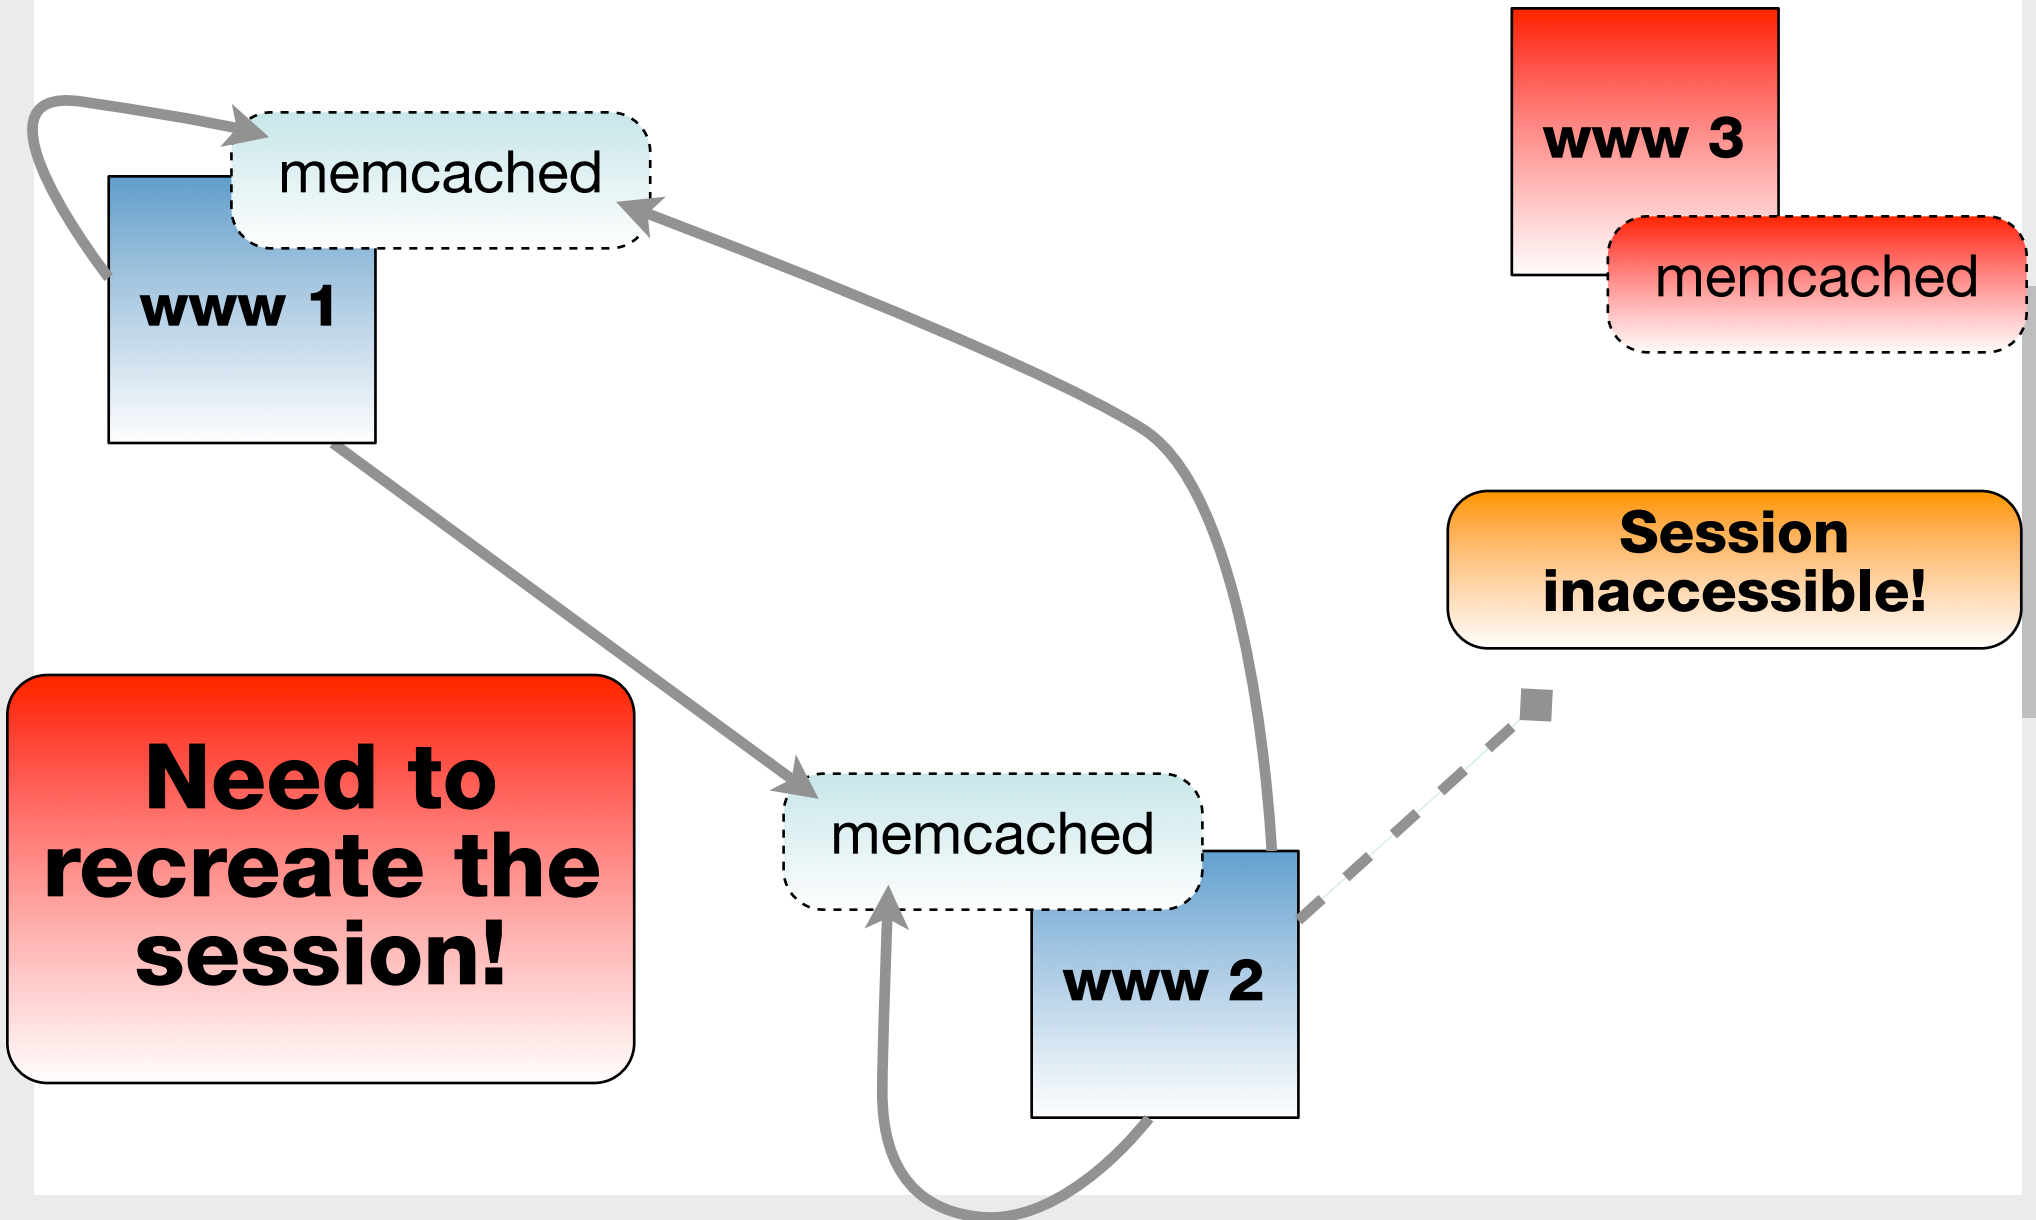 www 3
memcached
www 1
memcached
Session
inaccessible!
Need to
recreate the
session!
memcached
www 2